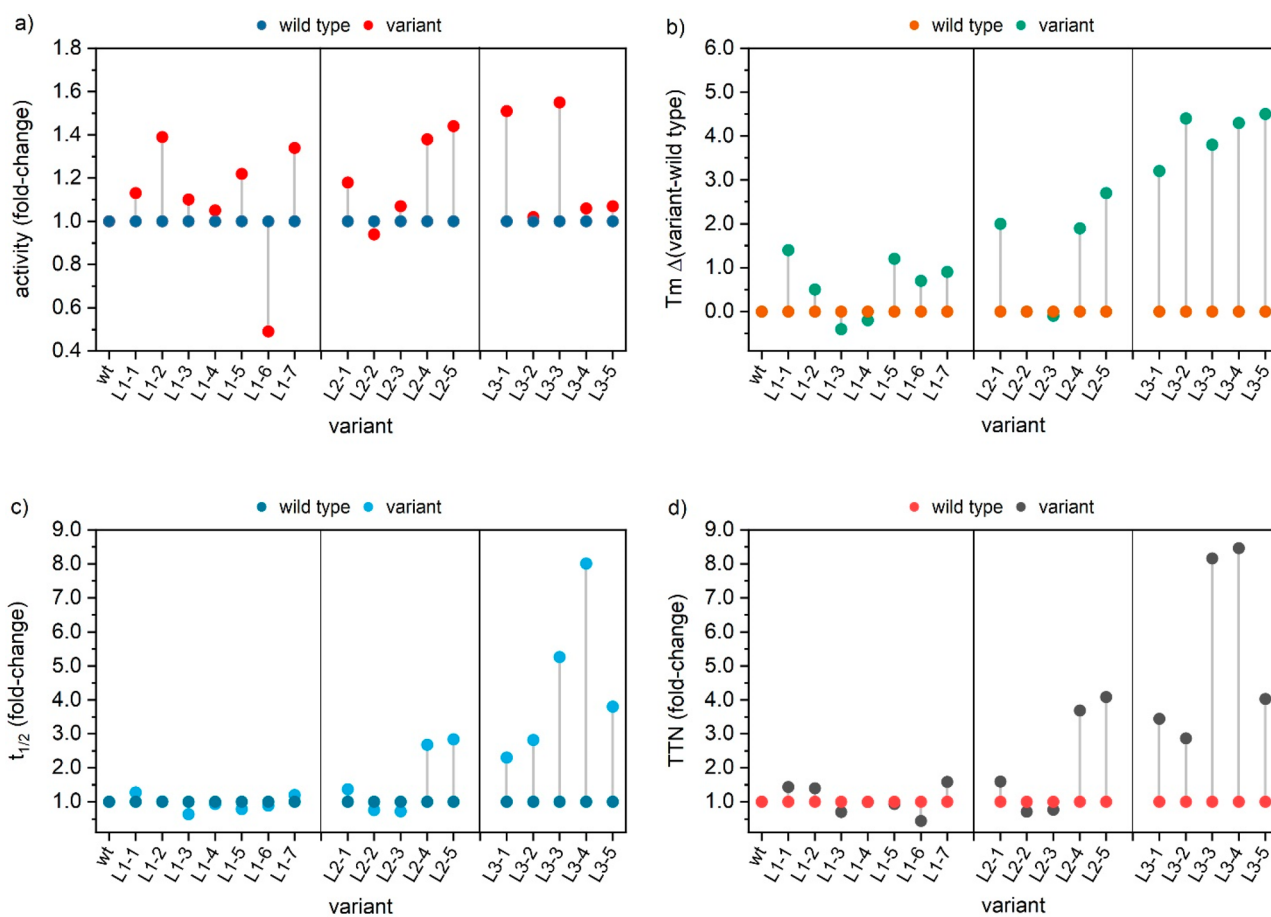 a)
wild type variant
1.8
1.6
1.4
1.2
1.0
0.8
0.6
0.4
activity (fold-change)
wt L1-1 L1-2 L1-3 L1-4 L1-5 L1-6 L1-7 L2-1 L2-2 L2-3 L2-4 L2-5 L3-1 L3-2 L3-3 L3-4 L3-5
variant
b)
wild type variant
6.0
5.0
4.0
3.0
2.0
1.0
0.0
Tm Δ(variant-wild type)
wt L1-1 L1-2 L1-3 L1-4 L1-5 L1-6 L1-7 L2-1 L2-2 L2-3 L2-4 L2-5 L3-1 L3-2 L3-3 L3-4 L3-5
variant
c)
wild type variant
9.0
8.0
7.0
6.0
5.0
4.0
3.0
2.0
1.0
t1/2 (fold-change)
wt L1-1 L1-2 L1-3 L1-4 L1-5 L1-6 L1-7 L2-1 L2-2 L2-3 L2-4 L2-5 L3-1 L3-2 L3-3 L3-4 L3-5
variant
d)
wild type variant
9.0
8.0
7.0
6.0
5.0
4.0
3.0
2.0
1.0
TTN (fold-change)
wt L1-1 L1-2 L1-3 L1-4 L1-5 L1-6 L1-7 L2-1 L2-2 L2-3 L2-4 L2-5 L3-1 L3-2 L3-3 L3-4 L3-5
variant